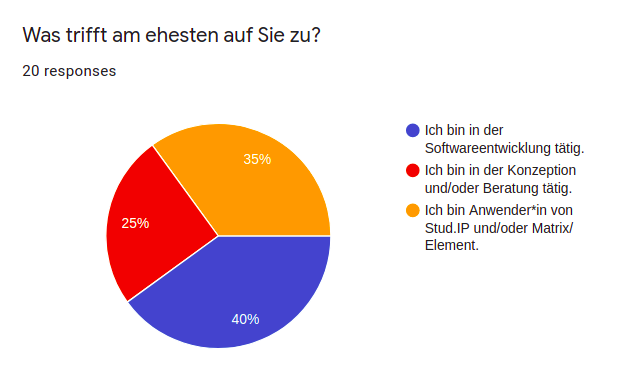 Was trifft am ehesten auf Sie zu?
20 responses
35%
25%
40%
Ich bin in der
Softwareentwicklung tätig.
Ich bin in der Konzeption
und/oder Beratung tätig.
Ich bin Anwender*in von
Stud.IP und/oder Matrix/
Element.